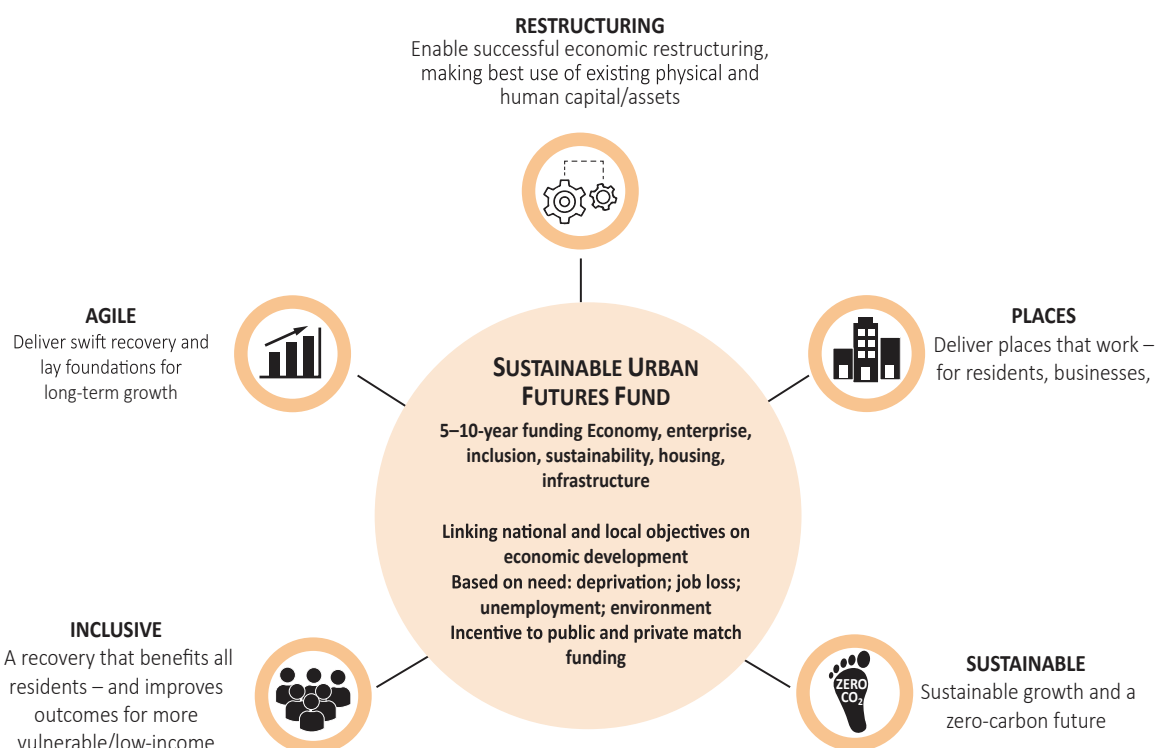 RESTRUCTURING
Enable successful economic restructuring,
making best use of existing physical and
human capital/assets
AGILE
Deliver swift recovery and
lay foundations for
long-term growth
PLACES
Deliver places that work –
for residents, businesses,
SUSTAINABLE URBAN
FUTURES FUND
5–10-year funding Economy, enterprise,
inclusion, sustainability, housing,
infrastructure
Linking national and local objectives on
economic development
Based on need: deprivation; job loss;
unemployment; environment
Incentive to public and private match
funding
INCLUSIVE
A recovery that benefits all
residents – and improves
outcomes for more
vulnerable/low-income
ZERO
CO₂
SUSTAINABLE
Sustainable growth and a
zero-carbon future